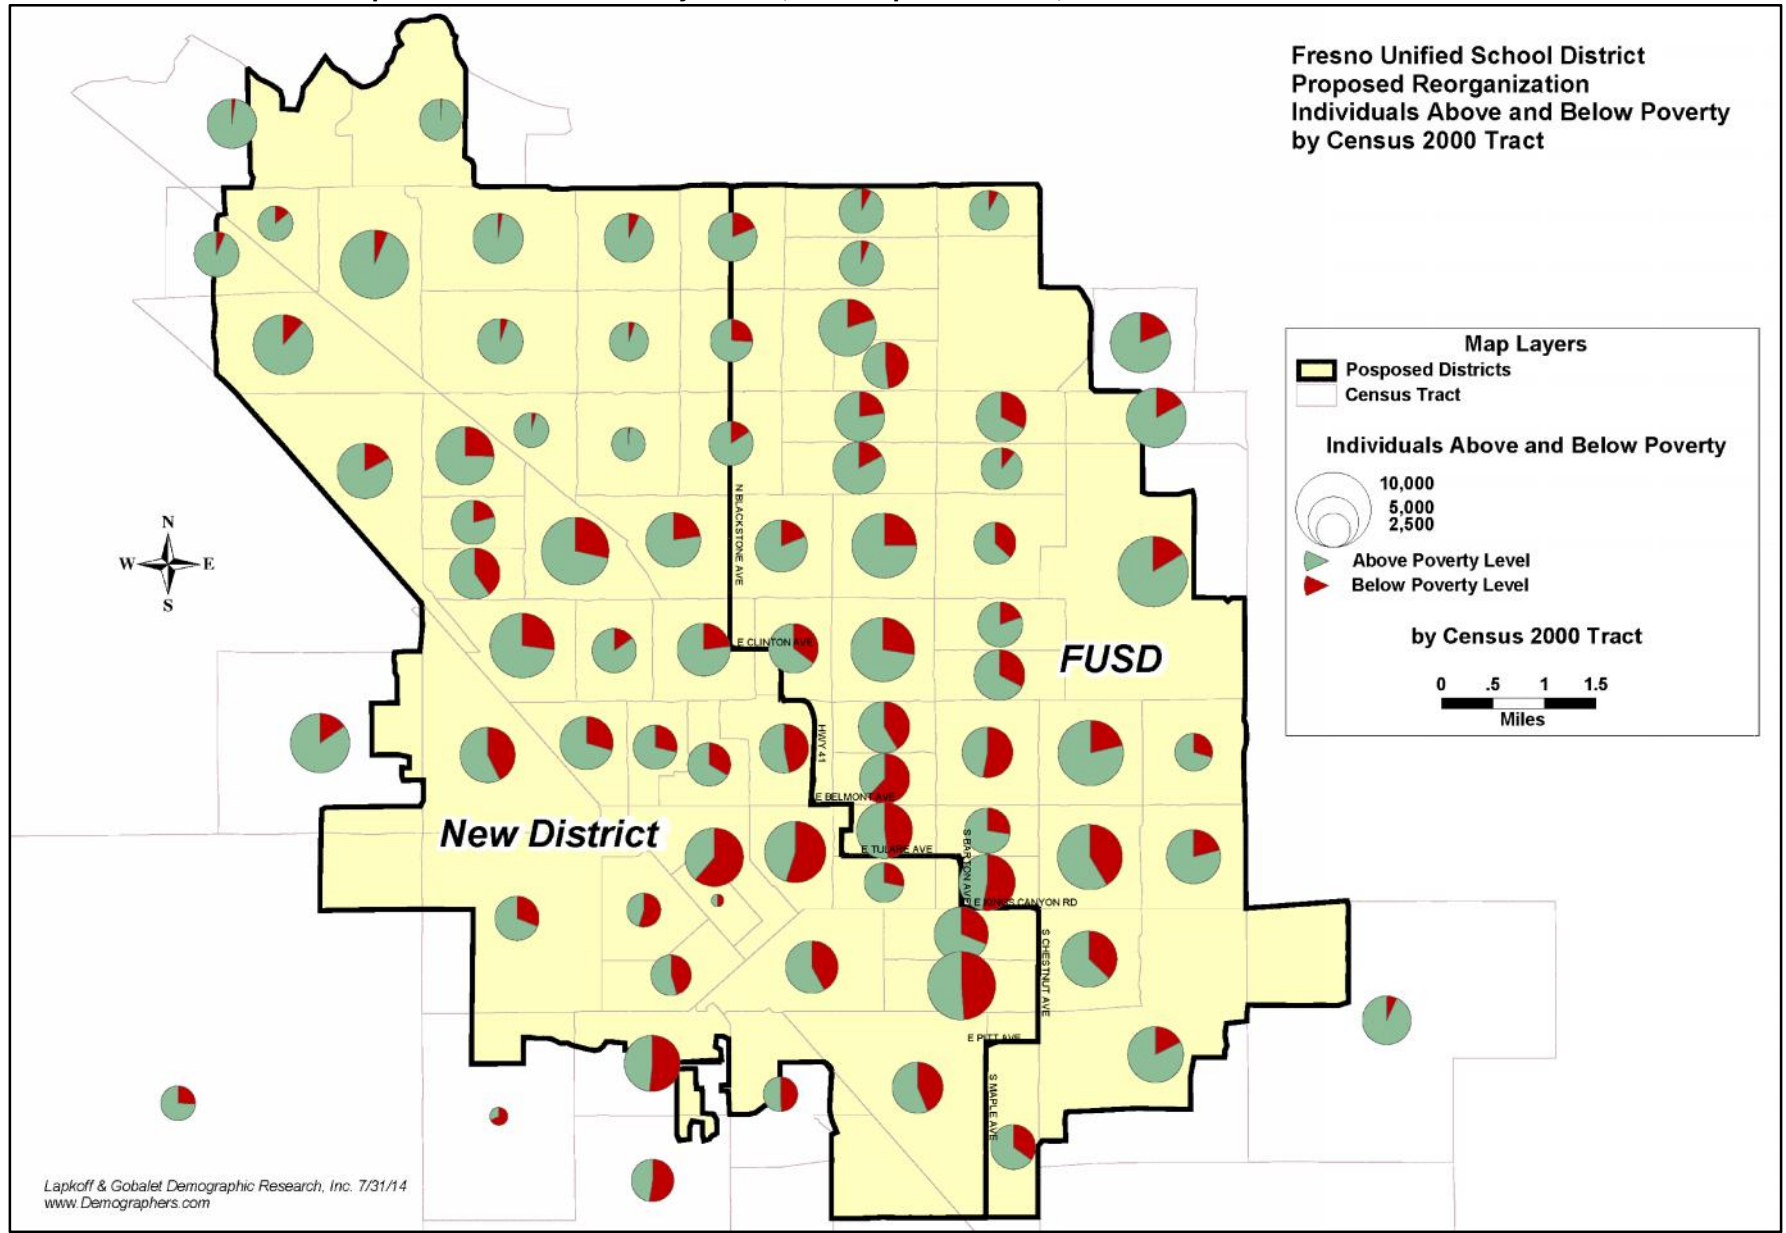 Fresno Unified School District
Proposed Reorganization
Individuals Above and Below Poverty
by Census 2000 Tract
Map Layers
Posposed Districts
Census Tract
Individuals Above and Below Poverty
10,000
5,000
2,500
Above Poverty Level
Below Poverty Level
by Census 2000 Tract
0 .5 1 1.5
Miles
N
W E
S
N BLACKSTONE AVE
E CLINTON AVE
FUSD
HWY 41
E BELMONT AVE
New District
E TULARE AVE
S BARTON AVE
E KINGS CANYON RD
S CHESTNUT AVE
E PITT AVE
S MAPLE AVE
Lapkoff & Gobalet Demographic Research, Inc. 7/31/14
www.Demographers.com